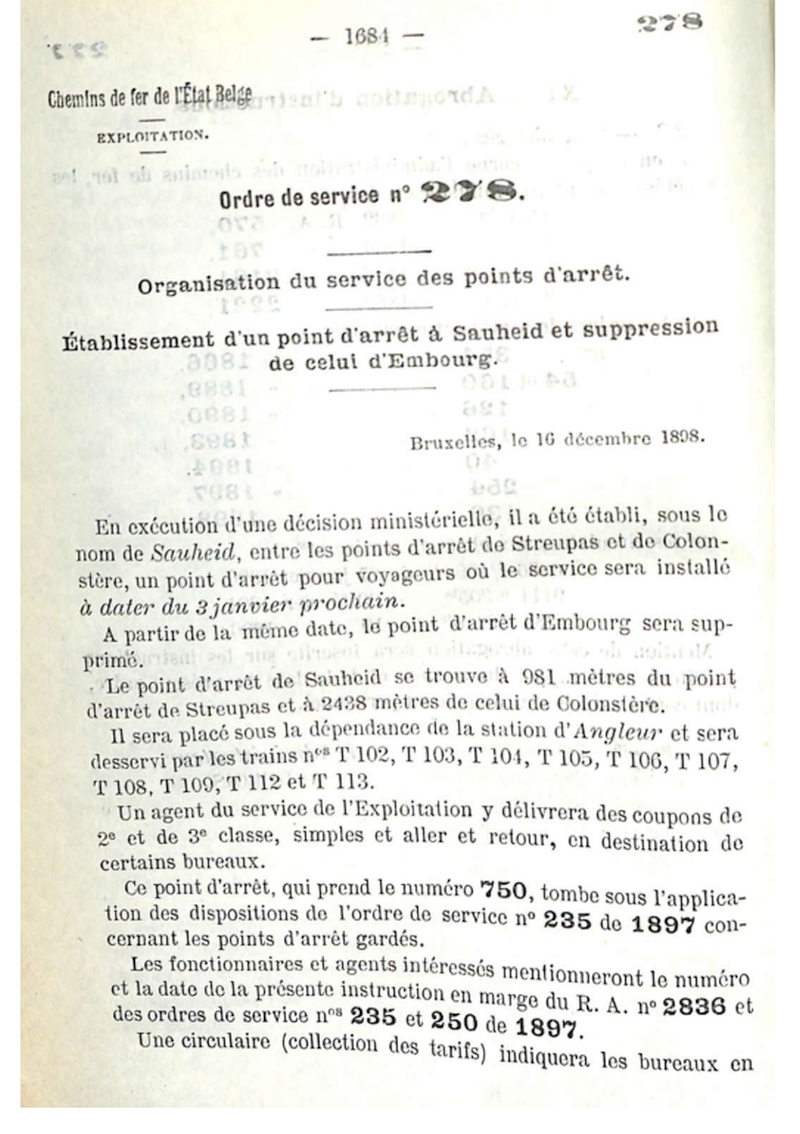 — 1684 —
278
Chemins de fer de l'État Belge
EXPLOITATION.
Ordre de service n° 278.
Organisation du service des points d'arrêt.
Établissement d'un point d'arrêt à Sauheid et suppression
de celui d'Embourg.
Bruxelles, le 16 décembre 1898.
En exécution d'une décision ministérielle, il a été établi, sous le
nom de Sauheid, entre les points d'arrêt de Streupas et de Colon-
stère, un point d'arrêt pour voyageurs où le service sera installé
à dater du 3 janvier prochain.
A partir de la même date, le point d'arrêt d'Embourg sera sup-
primé.
Le point d'arrêt de Sauheid se trouve à 981 mètres du point
d'arrêt de Streupas et à 2438 mètres de celui de Colonstère.
Il sera placé sous la dépendance de la station d'Angleur et sera
desservi par les trains nos T 102, T 103, T 104, T 105, T 106, T 107,
T 108, T 109, T 112 et T 113.
Un agent du service de l'Exploitation y délivrera des coupons de
2e et de 3e classe, simples et aller et retour, en destination de
certains bureaux.
Ce point d'arrêt, qui prend le numéro 750, tombe sous l'applica-
tion des dispositions de l'ordre de service n° 235 de 1897 con-
cernant les points d'arrêt gardés.
Les fonctionnaires et agents intéressés mentionneront le numéro
et la date de la présente instruction en marge du R. A. n° 2836 et
des ordres de service nos 235 et 250 de 1897.
Une circulaire (collection des tarifs) indiquera les bureaux en